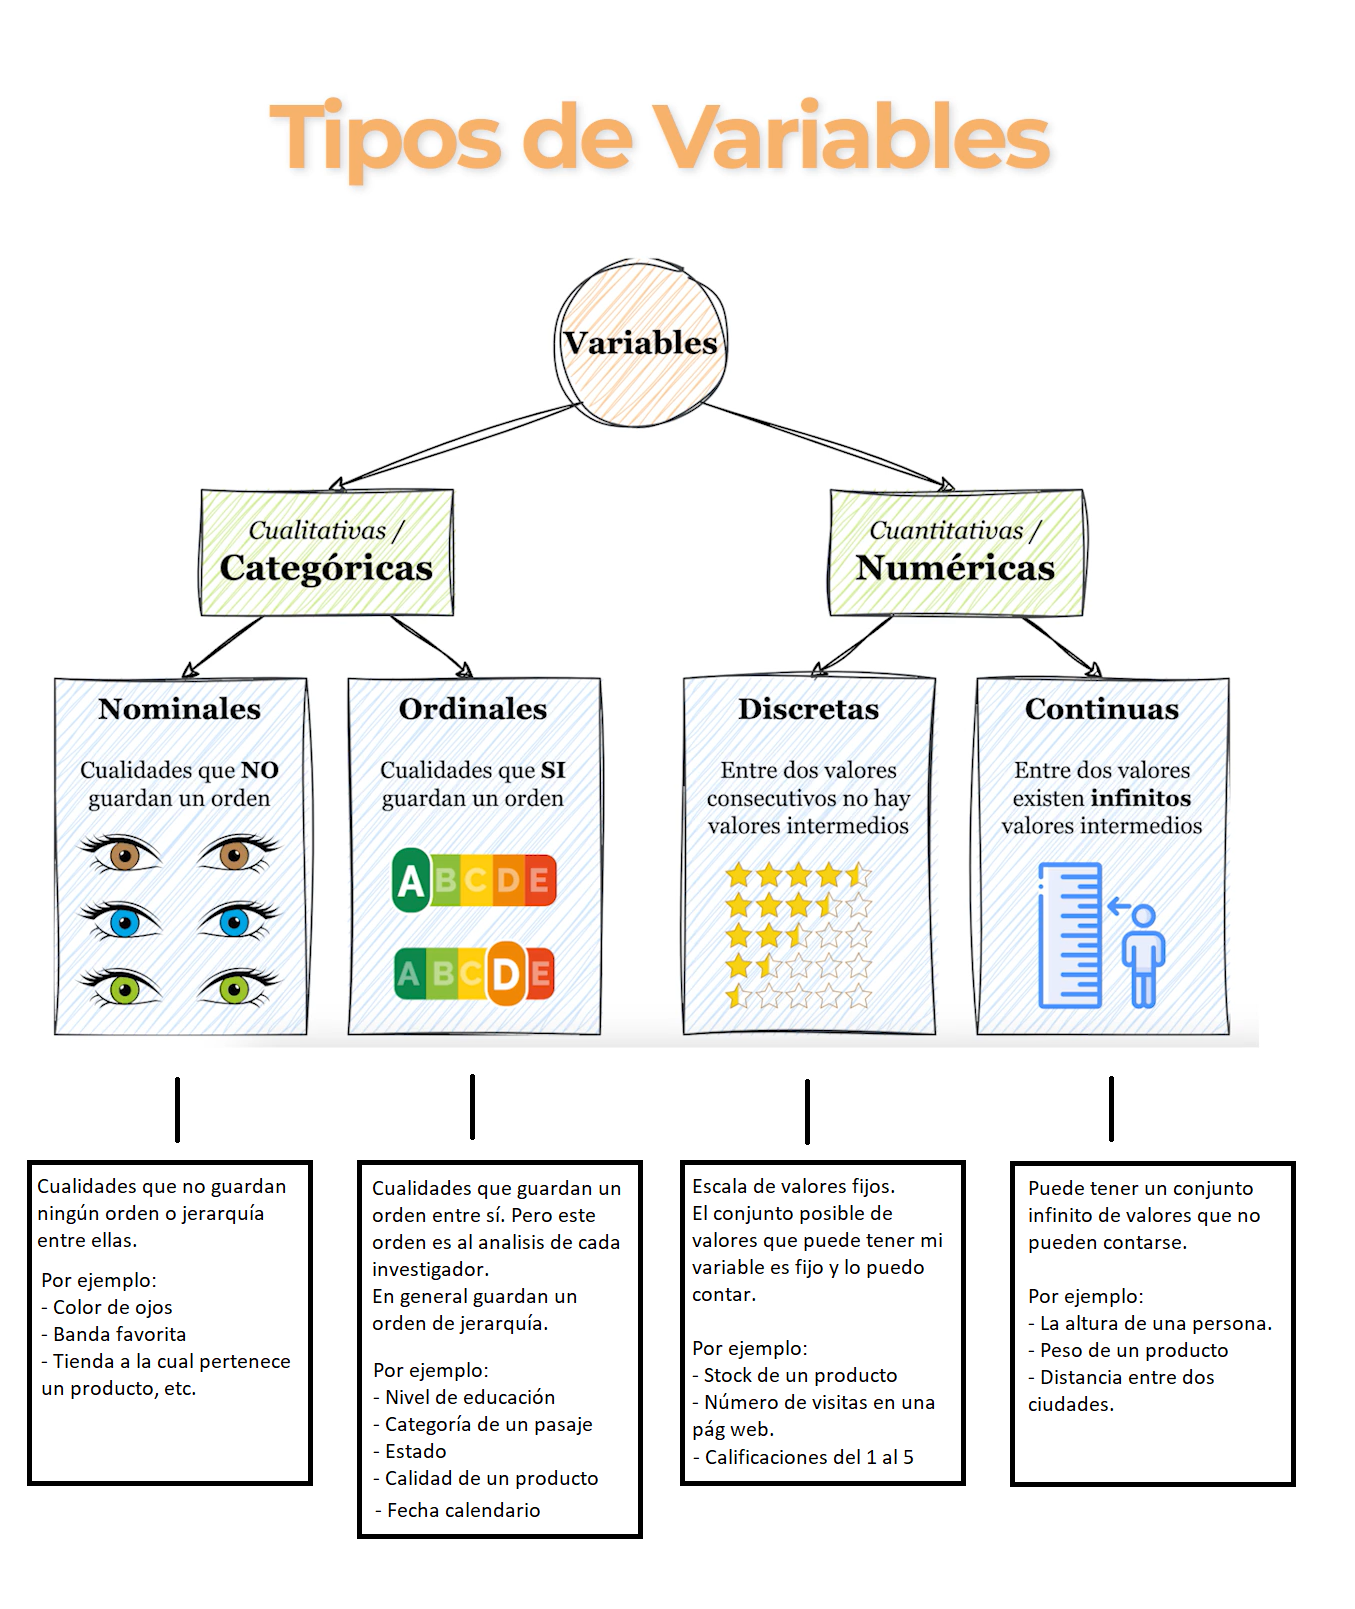 Tipos de Variables
Variables
Cualitativas /
Categóricas
Cuantitativas /
Numéricas
Nominales
Cualidades que NO
guardan un orden
Ordinales
Cualidades que SI
guardan un orden
A B C D E
A B C D E
Discretas
Entre dos valores
consecutivos no hay
valores intermedios
Continuas
Entre dos valores
existen infinitos
valores intermedios
Cualidades que no guardan
ningún orden o jerarquía
entre ellas.
Por ejemplo:
- Color de ojos
- Banda favorita
- Tienda a la cual pertenece
un producto, etc.
Cualidades que guardan un
orden entre sí. Pero este
orden es al analisis de cada
investigador.
En general guardan un
orden de jerarquía.
Por ejemplo:
- Nivel de educación
- Categoría de un pasaje
- Estado
- Calidad de un producto
- Fecha calendario
Escala de valores fijos.
El conjunto posible de
valores que puede tener mi
variable es fijo y lo puedo
contar.
Por ejemplo:
- Stock de un producto
- Número de visitas en una
pág web.
- Calificaciones del 1 al 5
Puede tener un conjunto
infinito de valores que no
pueden contarse.
Por ejemplo:
- La altura de una persona.
- Peso de un producto
- Distancia entre dos
ciudades.